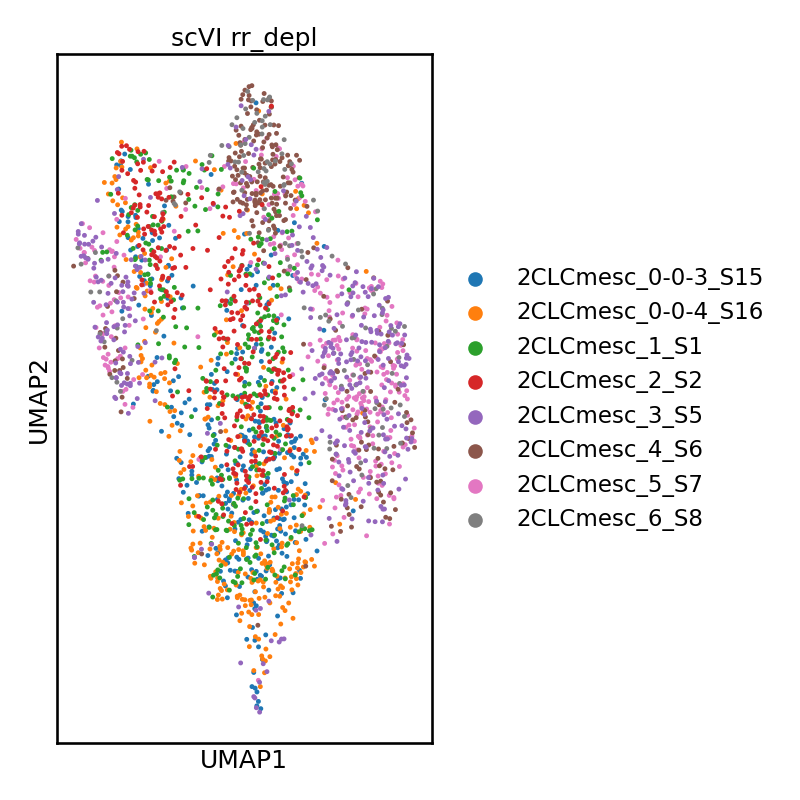 scVI rr_depl
UMAP2
UMAP1
2CLCmesc_0-0-3_S15
2CLCmesc_0-0-4_S16
2CLCmesc_1_S1
2CLCmesc_2_S2
2CLCmesc_3_S5
2CLCmesc_4_S6
2CLCmesc_5_S7
2CLCmesc_6_S8